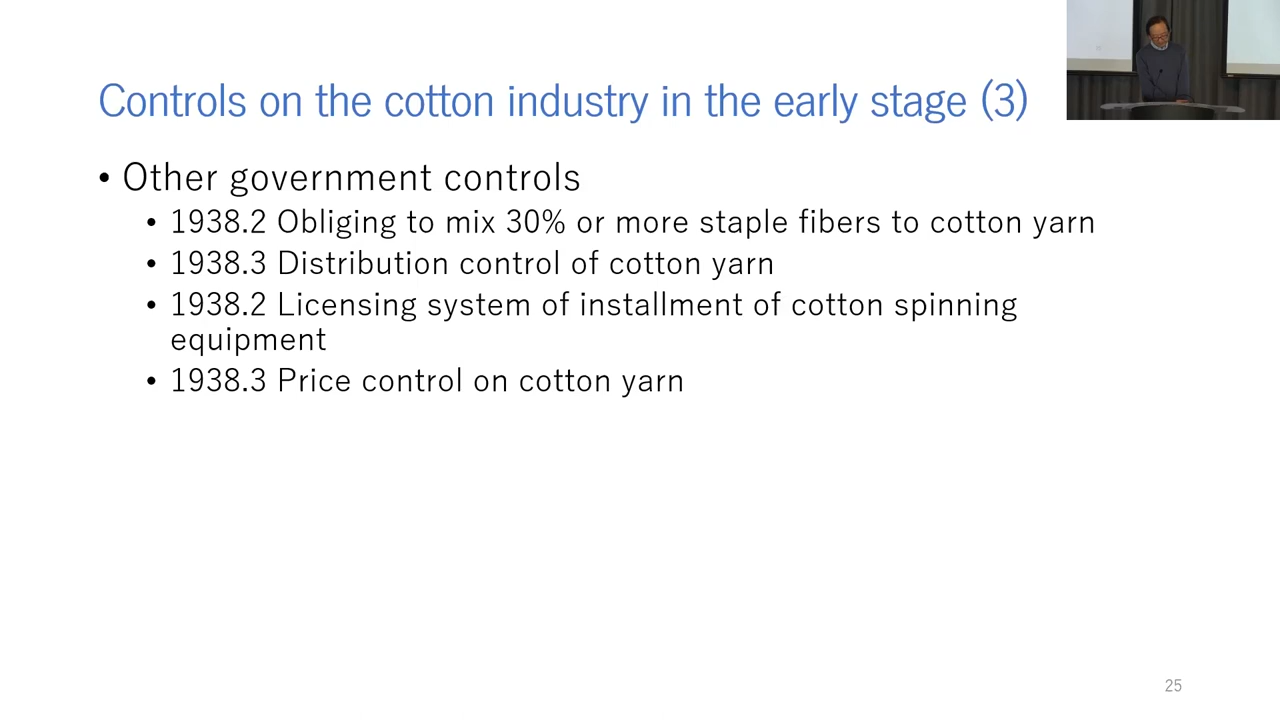 Controls on the cotton industry in the early stage (3)
• Other government controls
• 1938.2 Obliging to mix 30% or more staple fibers to cotton yarn
• 1938.3 Distribution control of cotton yarn
• 1938.2 Licensing system of installment of cotton spinning
equipment
• 1938.3 Price control on cotton yarn
25